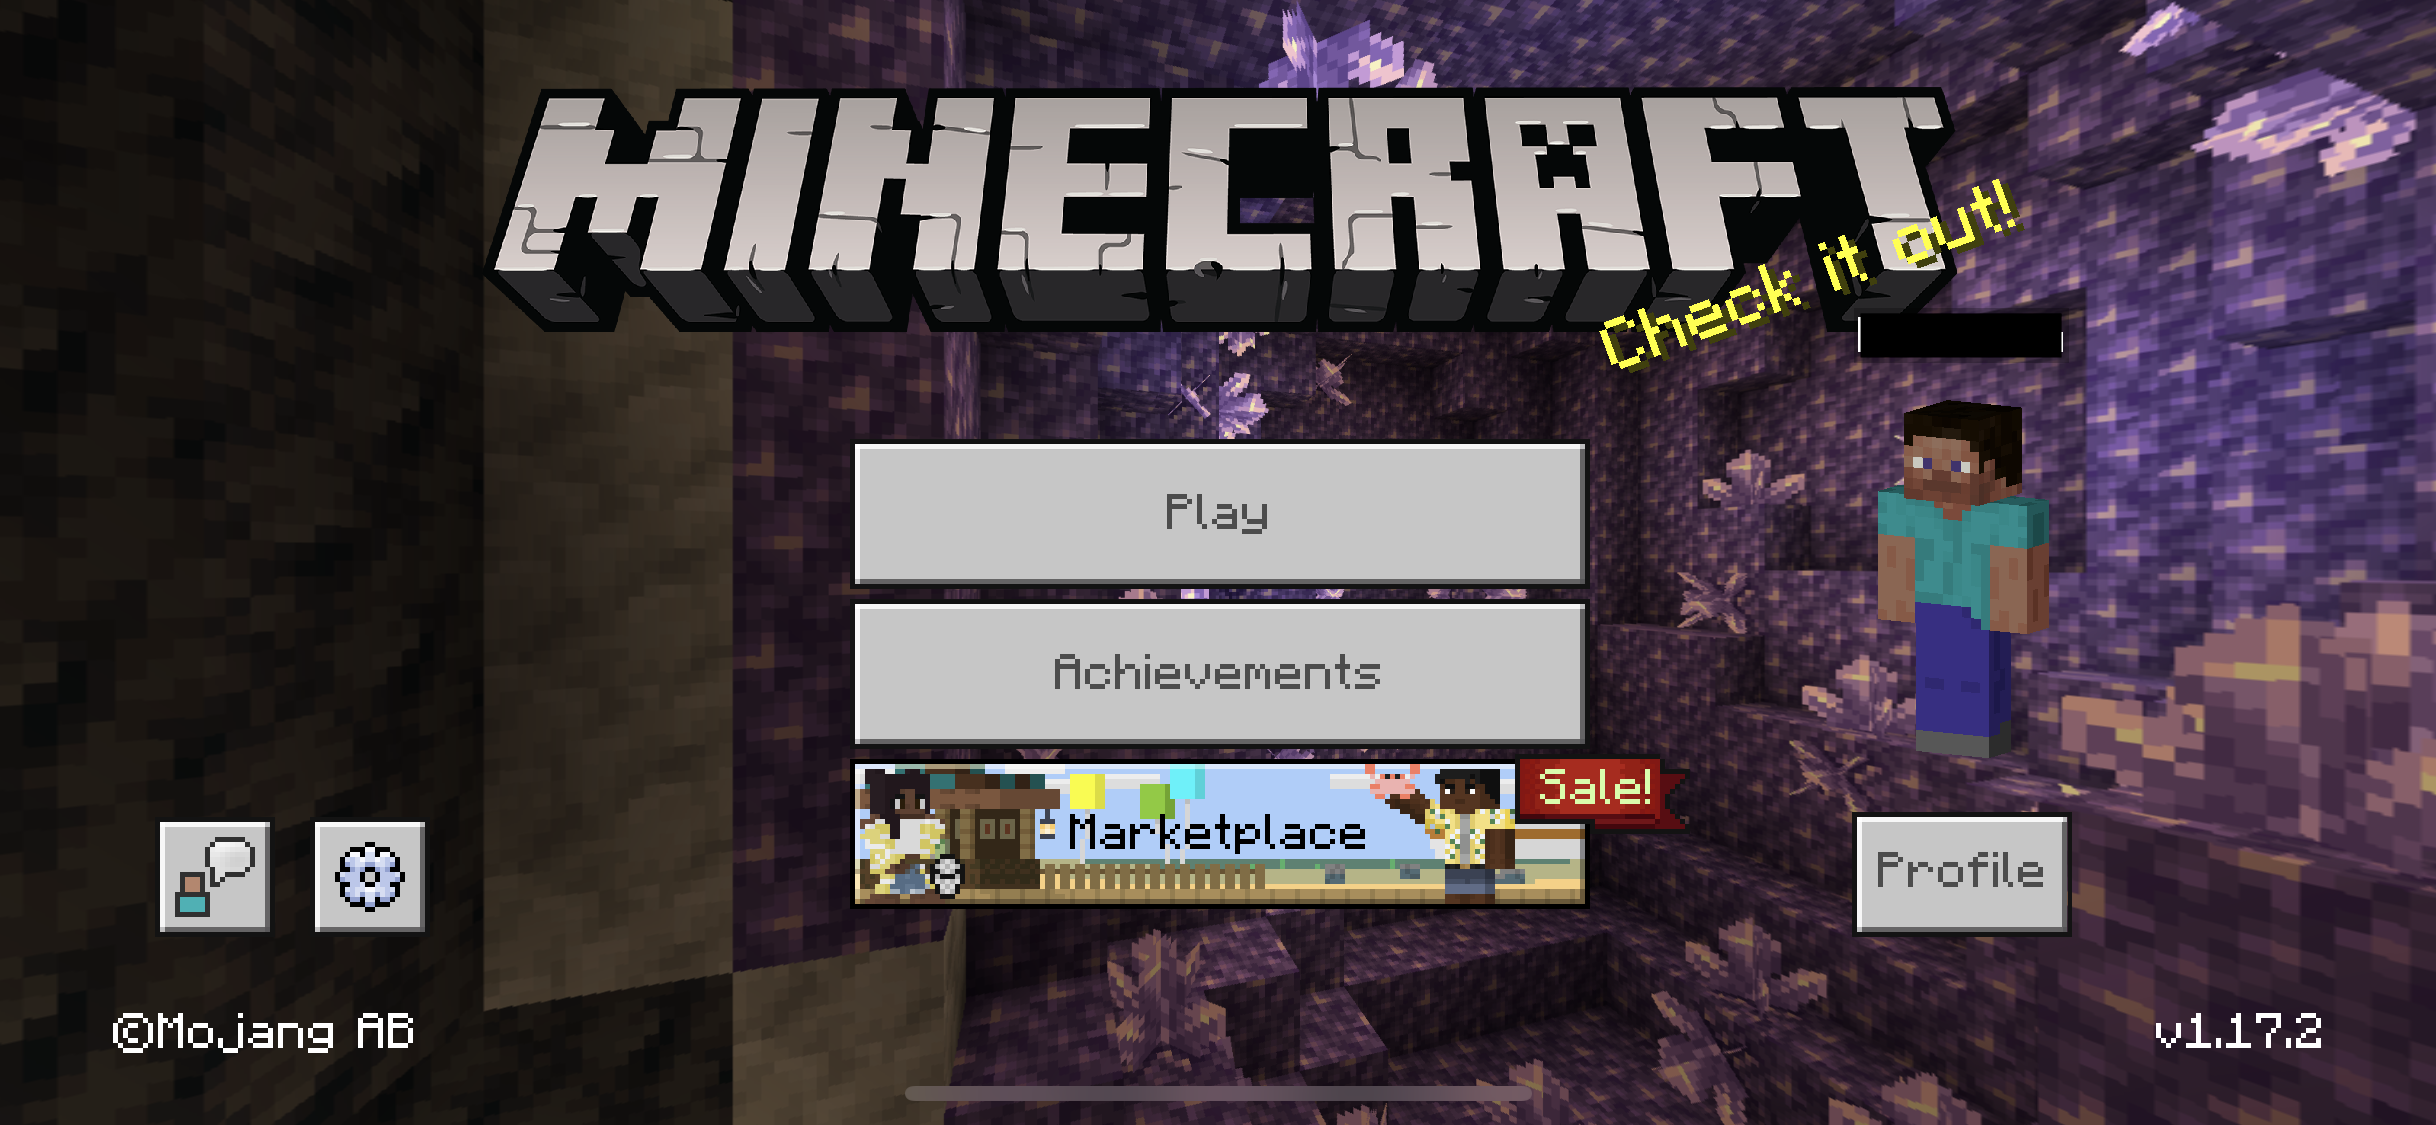 MINECRAFT
Check it out!
Play
Achievements
Sale!
Marketplace
Profile
©Mojang AB
v1.17.2